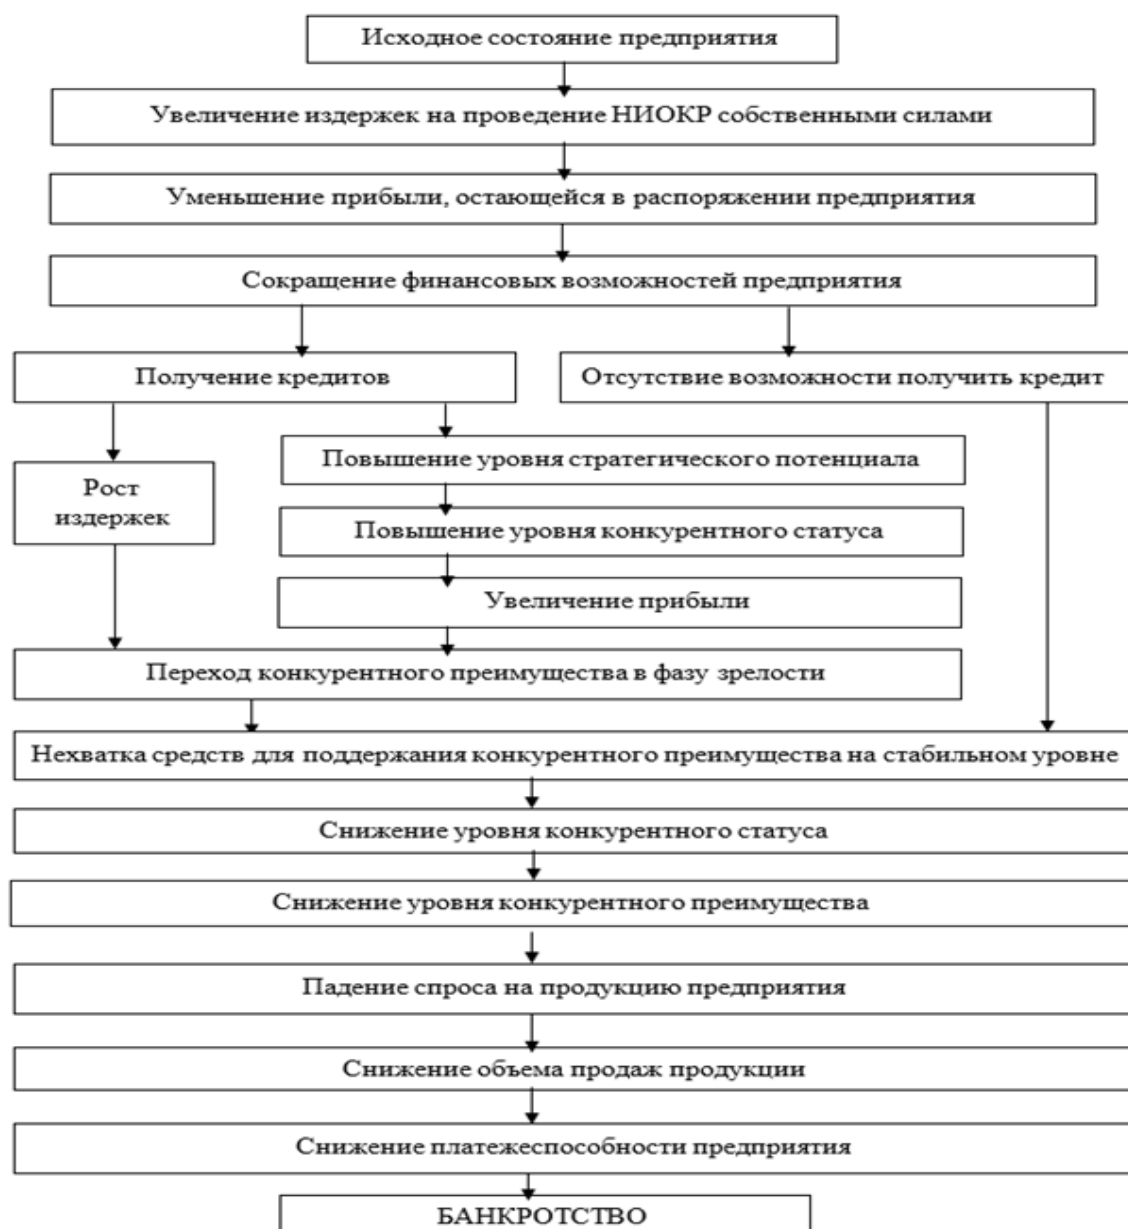 Исходное состояние предприятия
Увеличение издержек на проведение НИОКР собственными силами
Уменьшение прибыли, остающейся в распоряжении предприятия
Сокращение финансовых возможностей предприятия
Получение кредитов
Отсутствие возможности получить кредит
Повышение уровня стратегического потенциала
Рост
издержек
Повышение уровня конкурентного статуса
Увеличение прибыли
Переход конкурентного преимущества в фазу зрелости
Нехватка средств для поддержания конкурентного преимущества на стабильном уровне
Снижение уровня конкурентного статуса
Снижение уровня конкурентного преимущества
Падение спроса на продукцию предприятия
Снижение объема продаж продукции
Снижение платежеспособности предприятия
БАНКРОТСТВО